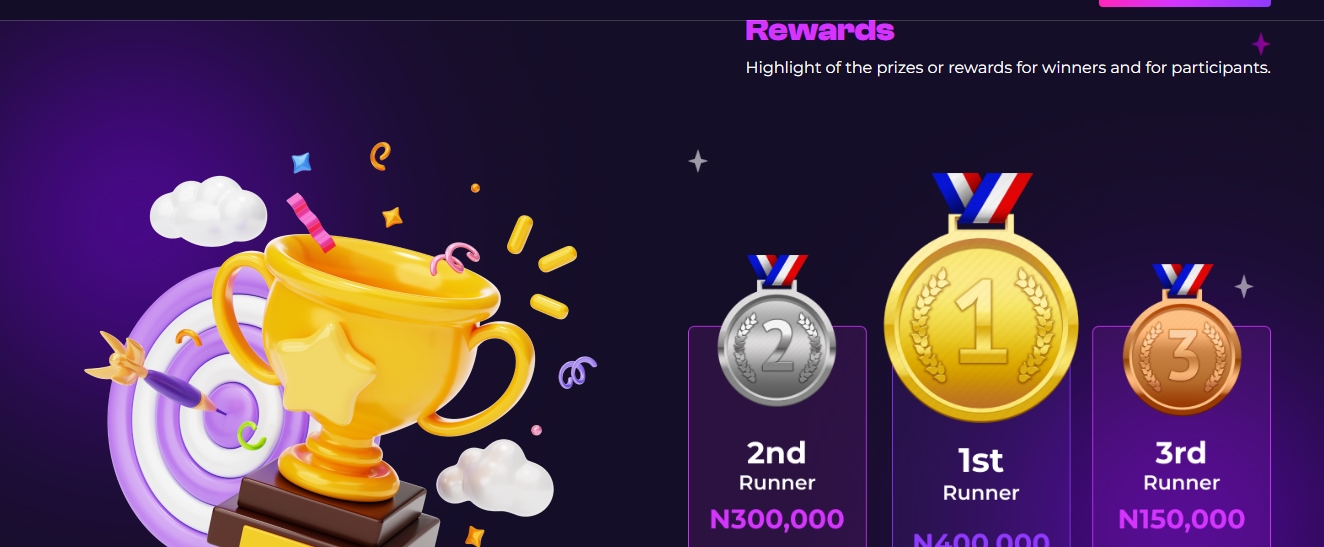 Rewards
Highlight of the prizes or rewards for winners and for participants.
2
1
3
2nd
Runner
N300,000
1st
Runner
N400,000
3rd
Runner
N150,000